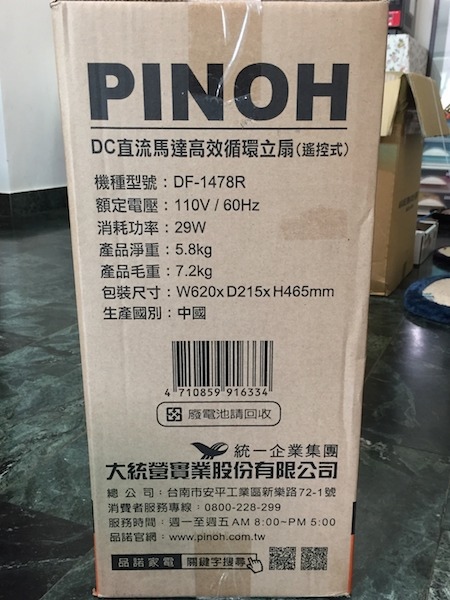 PINOH
DC直流馬達高效循環立扇(遙控式)
機種型號：DF-1478R
額定電壓：110V / 60Hz
消耗功率：29W
產品淨重：5.8kg
產品毛重：7.2kg
包裝尺寸：W620x D215x H465mm
生產國別：中國
4 710859 916334
廢電池請回收
統一企業集團
大統營實業股份有限公司
總公司：台南市安平工業區新樂路72-1號
消費者服務專線：0800-228-299
服務時間：週一至週五 AM 8:00~PM 5:00
品諾官網：www.pinoh.com.tw
品諾家電 關鍵字搜尋